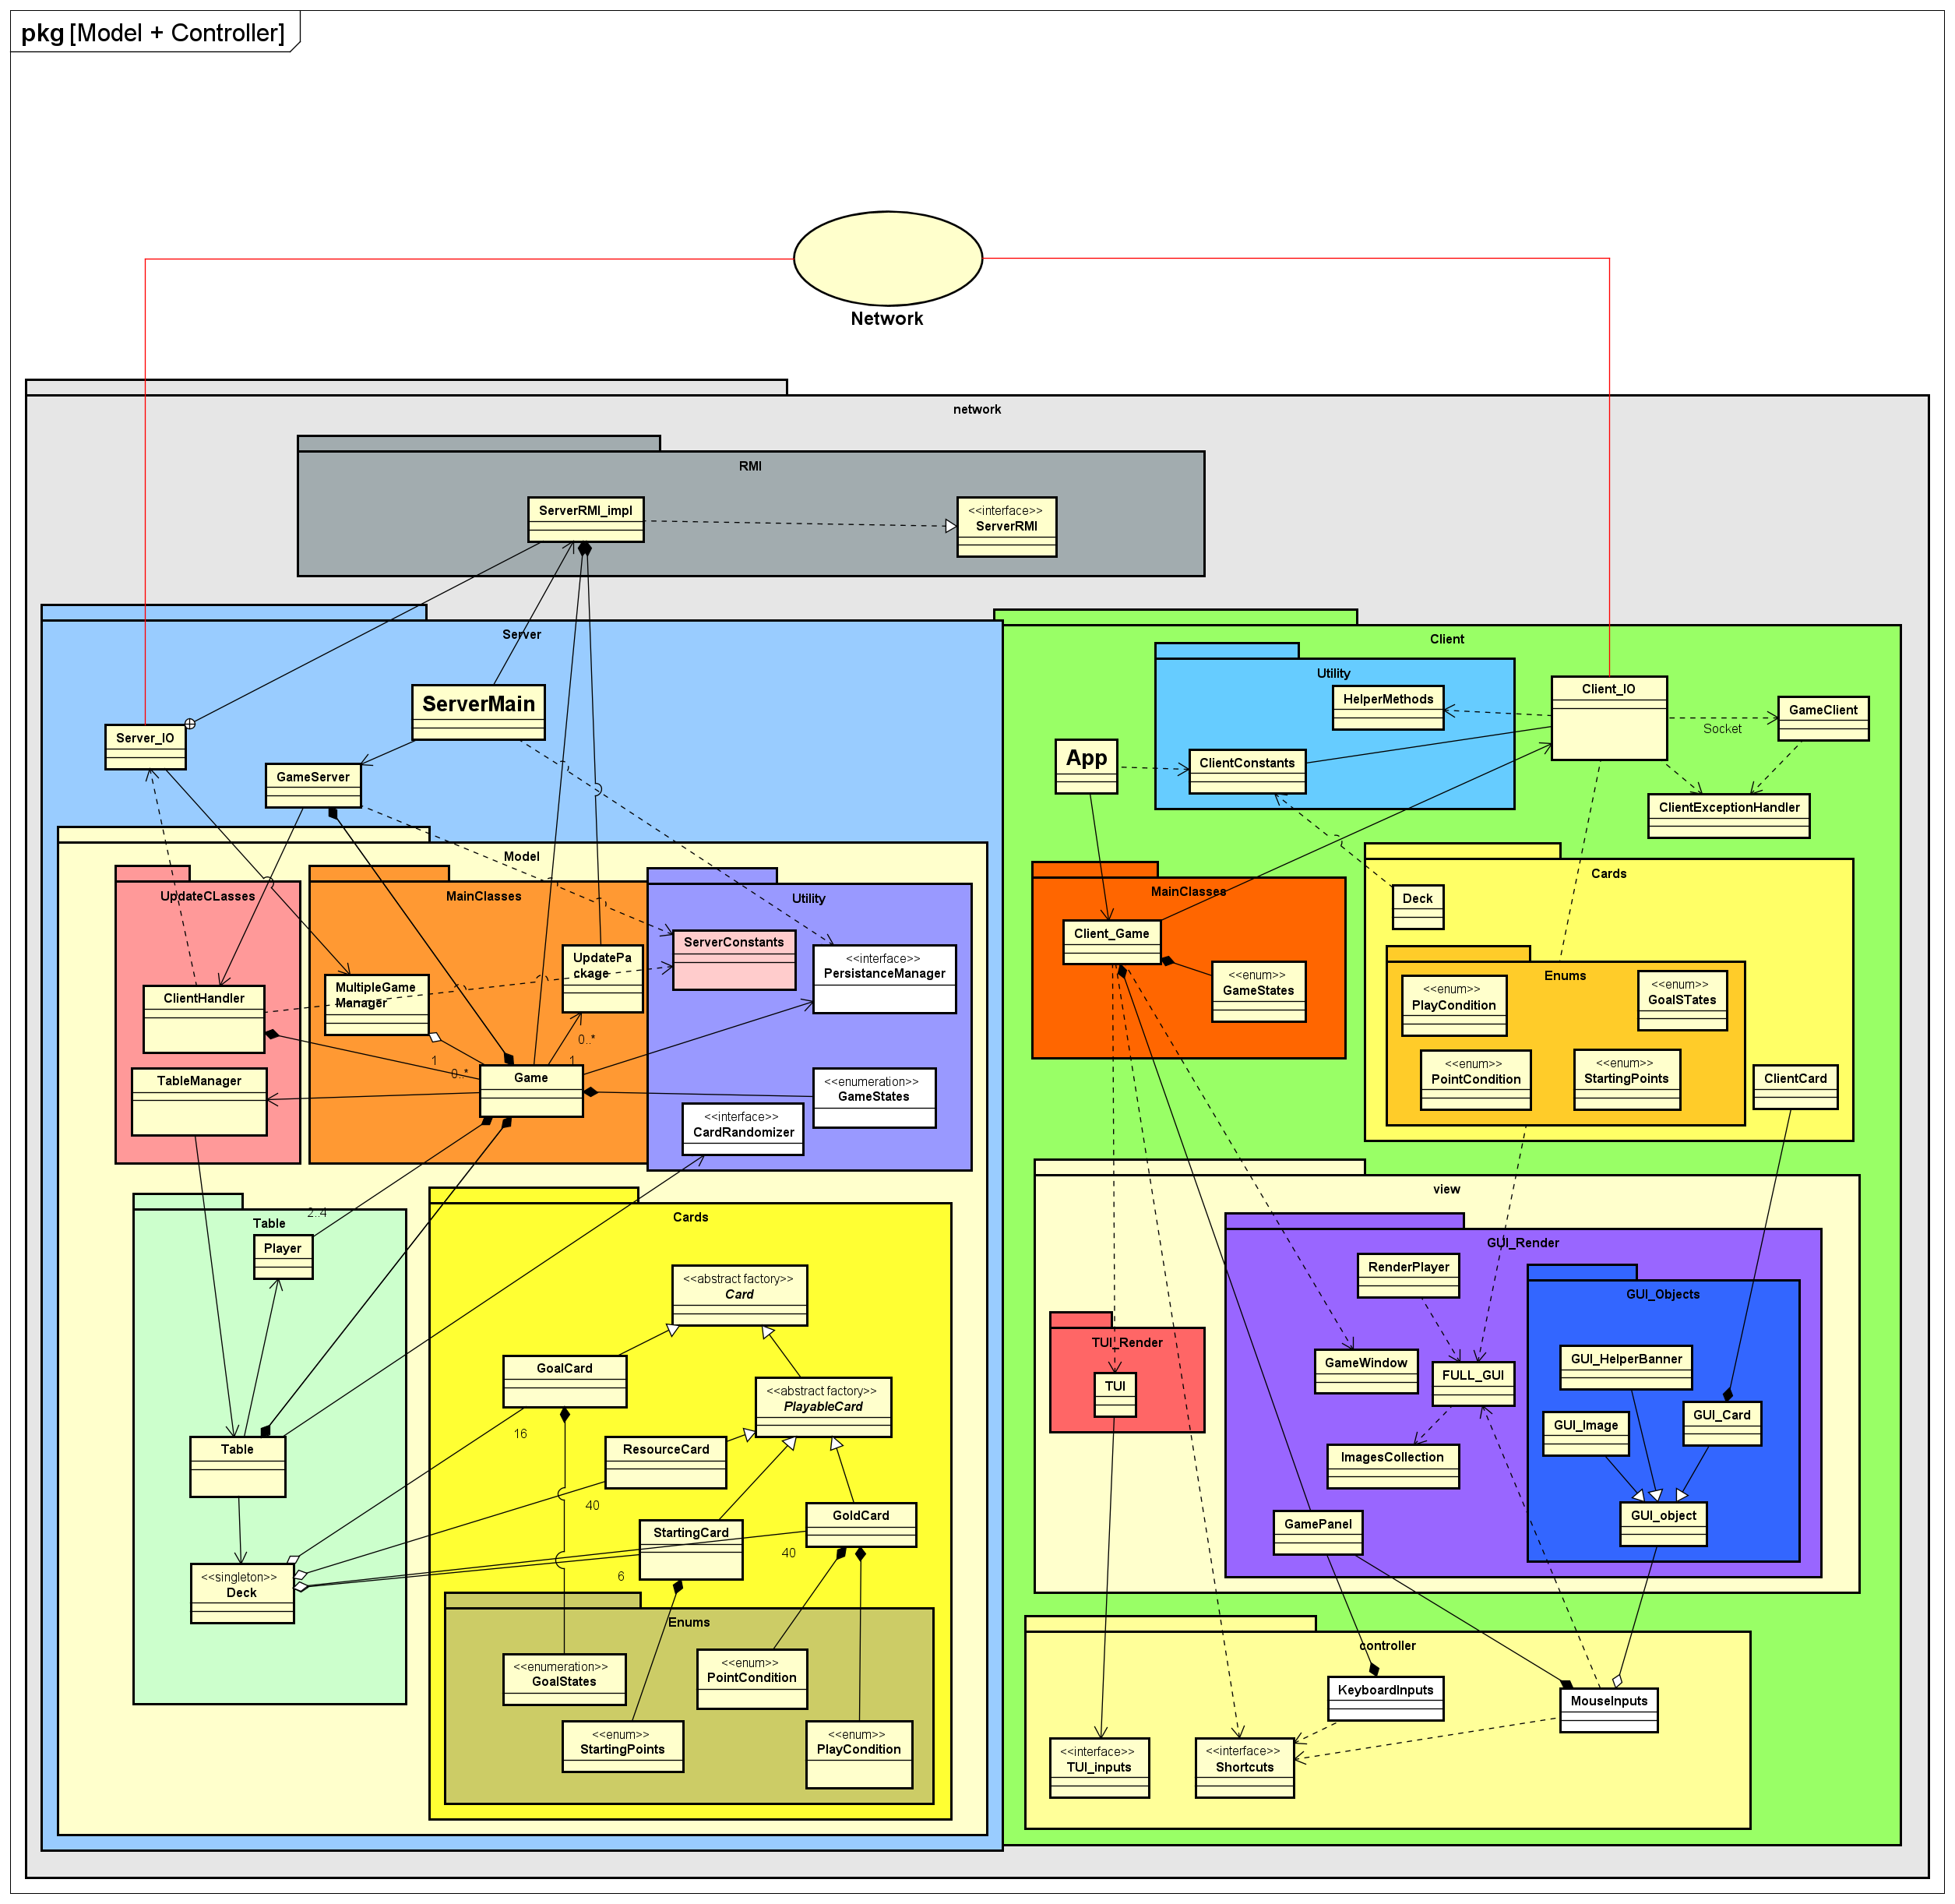 pkg [Model + Controller]
Network
network
RMI
ServerRMI_impl
<<interface>>
ServerRMI
Server
ServerMain
Server_IO
GameServer
Model
UpdateCLasses
ClientHandler
TableManager
MainClasses
MultipleGame
Manager
UpdatePa
ckage
Game
1
0..*
0..*
1
Utility
ServerConstants
<<interface>>
PersistanceManager
<<enumeration>>
GameStates
<<interface>>
CardRandomizer
Table
2..4
Player
Table
<<singleton>>
Deck
Cards
<<abstract factory>>
Card
GoalCard
<<abstract factory>>
PlayableCard
16
ResourceCard
40
StartingCard
GoldCard
40
6
Enums
<<enumeration>>
GoalStates
<<enum>>
PointCondition
<<enum>>
StartingPoints
<<enum>>
PlayCondition
Client
Utility
HelperMethods
ClientConstants
Client_IO
Socket
GameClient
ClientExceptionHandler
App
MainClasses
Client_Game
<<enum>>
GameStates
Cards
Deck
Enums
<<enum>>
PlayCondition
<<enum>>
GoalSTates
<<enum>>
PointCondition
<<enum>>
StartingPoints
ClientCard
view
TUI_Render
TUI
GUI_Render
RenderPlayer
GameWindow
FULL_GUI
ImagesCollection
GamePanel
GUI_Objects
GUI_HelperBanner
GUI_Image
GUI_Card
GUI_object
controller
KeyboardInputs
MouseInputs
<<interface>>
TUI_inputs
<<interface>>
Shortcuts